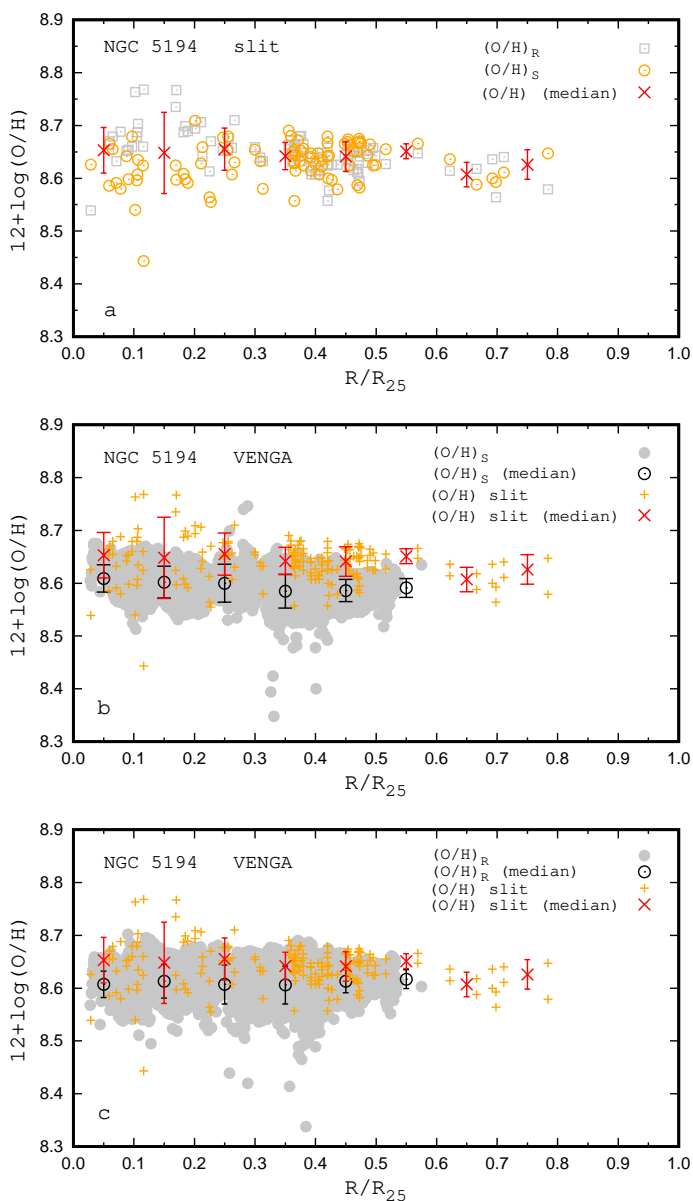 NGC 5194 slit
(O/H)R
(O/H)S
(O/H) (median)
12+log(O/H)
8.9
8.8
8.7
8.6
8.5
8.4
8.3
a
0.0 0.1 0.2 0.3 0.4 0.5 0.6 0.7 0.8 0.9 1.0
R/R25
NGC 5194 VENGA
(O/H)S
(O/H)S (median)
(O/H) slit
(O/H) slit (median)
12+log(O/H)
8.9
8.8
8.7
8.6
8.5
8.4
8.3
b
0.0 0.1 0.2 0.3 0.4 0.5 0.6 0.7 0.8 0.9 1.0
R/R25
NGC 5194 VENGA
(O/H)R
(O/H)R (median)
(O/H) slit
(O/H) slit (median)
12+log(O/H)
8.9
8.8
8.7
8.6
8.5
8.4
8.3
c
0.0 0.1 0.2 0.3 0.4 0.5 0.6 0.7 0.8 0.9 1.0
R/R25